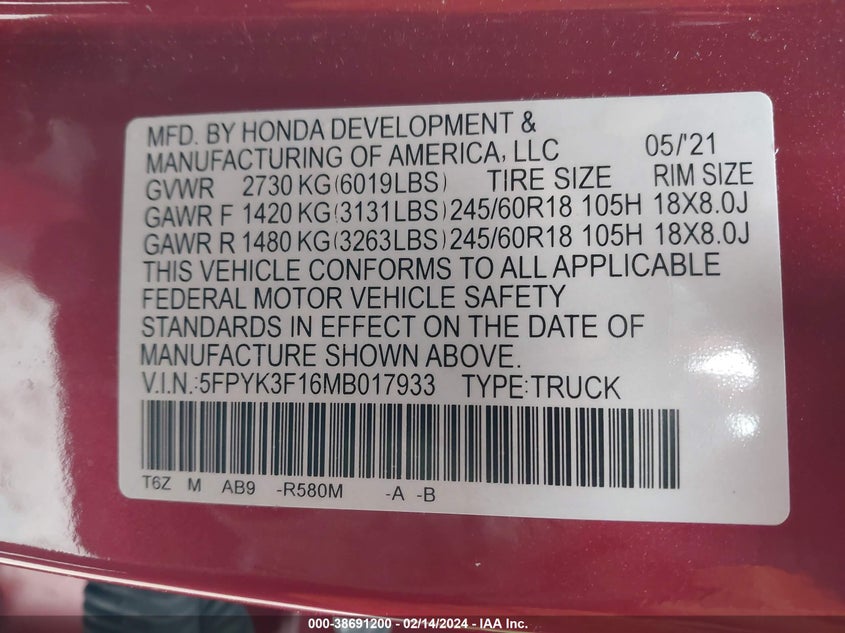 MFD. BY HONDA DEVELOPMENT &
MANUFACTURING OF AMERICA, LLC 05/'21
GVWR 2730 KG(6019LBS) TIRE SIZE RIM SIZE
GAWR F 1420 KG(3131LBS) 245/60R18 105H 18X8.0J
GAWR R 1480 KG(3263LBS) 245/60R18 105H 18X8.0J
THIS VEHICLE CONFORMS TO ALL APPLICABLE
FEDERAL MOTOR VEHICLE SAFETY
STANDARDS IN EFFECT ON THE DATE OF
MANUFACTURE SHOWN ABOVE.
V.I.N.:5FPYK3F16MB017933 TYPE:TRUCK
T6Z M AB9 -R580M -A -B
000-38691200 - 02/14/2024 - IAA Inc.